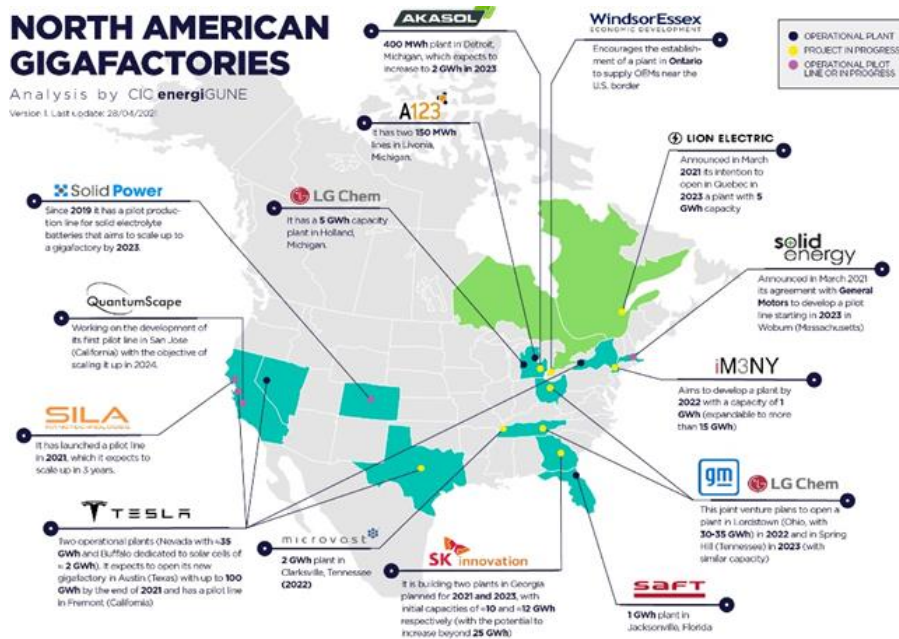 NORTH AMERICAN
GIGAFACTORIES
Analysis by CIC energiGUNE
Version 1. Last update: 28/04/2021
AKASOL
400 MWh plant in Detroit,
Michigan, which expects to
increase to 2 GWh in 2023
WindsorEssex
ECONOMIC DEVELOPMENT
Encourages the establish-
ment of a plant in Ontario
to supply OEMs near the
U.S. border
OPERATIONAL PLANT
PROJECT IN PROGRESS
OPERATIONAL PILOT
LINE OR IN PROGRESS
A123
It has two 150 MWh
lines in Livonia,
Michigan.
LION ELECTRIC
Announced in March
2021 its intention to
open in Quebec in
2023 a plant with 5
GWh capacity
Solid Power
Since 2019 it has a pilot produc-
tion line for solid electrolyte
batteries that aims to scale up to
a gigafactory by 2023.
LG Chem
It has a 5 GWh capacity
plant in Holland,
Michigan.
solid
energy
Announced in March 2021
its agreement with General
Motors to develop a pilot
line starting in 2023 in
Woburn (Massachusetts)
QuantumScape
Working on the development of
its first pilot line in San Jose
(California) with the objective of
scaling it up in 2024.
iM3NY
Aims to develop a plant by
2022 with a capacity of 1
GWh (expandable to more
than 15 GWh)
SILA
NANOTECHNOLOGIES
It has launched a pilot line
in 2021, which it expects to
scale up in 3 years.
gm
LG Chem
This joint venture plans to open a
plant in Lordstown (Ohio, with
30-35 GWh) in 2022 and in Spring
Hill (Tennessee) in 2023 (with
similar capacity)
TESLA
Two operational plants (Nevada with ≈35
GWh and Buffalo dedicated to solar cells of
≈ 2 GWh). It expects to open its new
gigafactory in Austin (Texas) with up to 100
GWh by the end of 2021 and has a pilot line
in Fremont (California)
microvast
2 GWh plant in
Clarksville, Tennessee
(2022)
SK innovation
It is building two plants in Georgia
planned for 2021 and 2023, with
initial capacities of ≈10 and ≈12 GWh
respectively (with the potential to
increase beyond 25 GWh)
SAFT
1 GWh plant in
Jacksonville, Florida